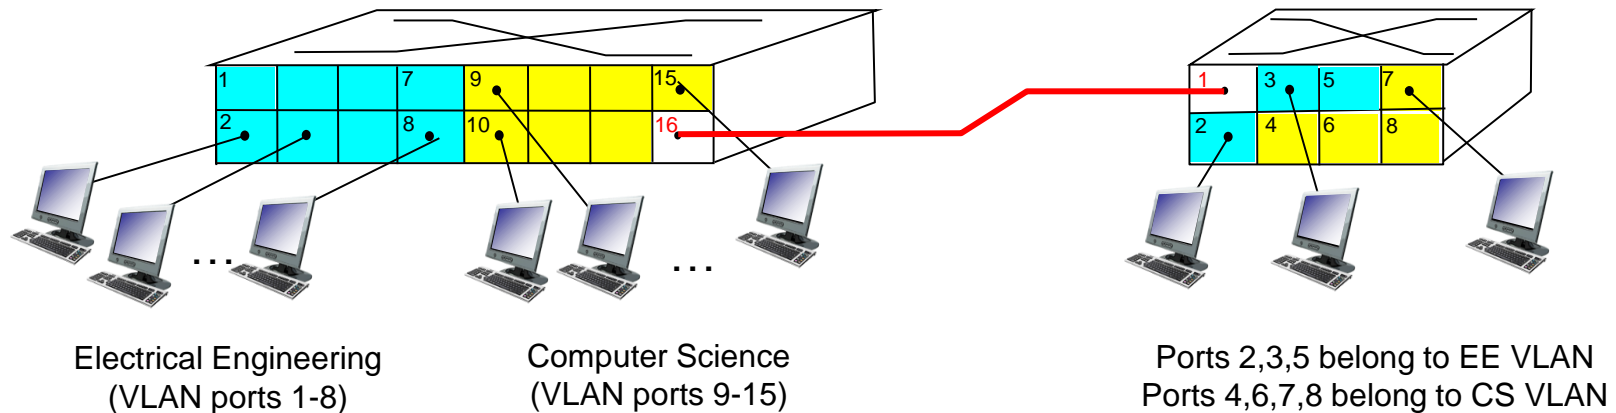 1 7 9 15
2 8 10 16
1 3 5 7
2 4 6 8
... ...
Electrical Engineering
(VLAN ports 1-8)
Computer Science
(VLAN ports 9-15)
Ports 2,3,5 belong to EE VLAN
Ports 4,6,7,8 belong to CS VLAN